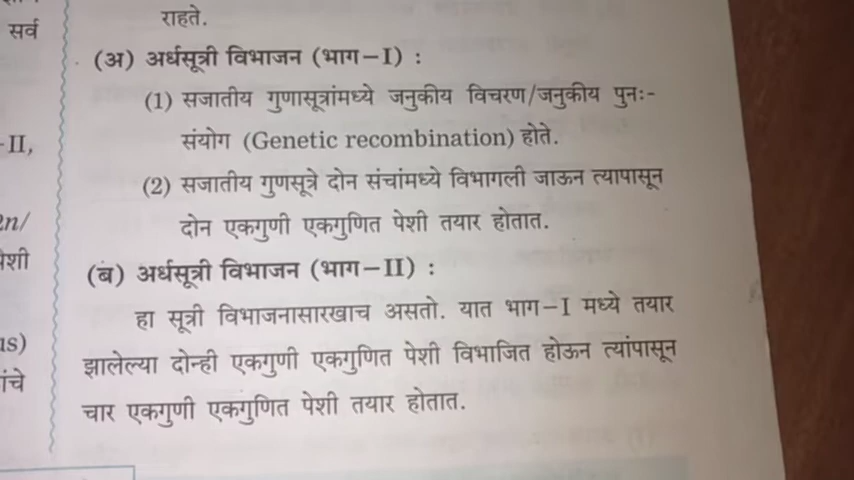 सर्व
-II,
2n/
पेशी
us)
ांचे
राहते.
(अ) अर्धसूत्री विभाजन (भाग-I) :
(1) सजातीय गुणासूत्रांमध्ये जनुकीय विचरण/जनुकीय पुनः-
संयोग (Genetic recombination) होते.
(2) सजातीय गुणसूत्रे दोन संचांमध्ये विभागली जाऊन त्यापासून
दोन एकगुणी एकगुणित पेशी तयार होतात.
(ब) अर्धसूत्री विभाजन (भाग-II) :
हा सूत्री विभाजनासारखाच असतो. यात भाग-I मध्ये तयार
झालेल्या दोन्ही एकगुणी एकगुणित पेशी विभाजित होऊन त्यांपासून
चार एकगुणी एकगुणित पेशी तयार होतात.